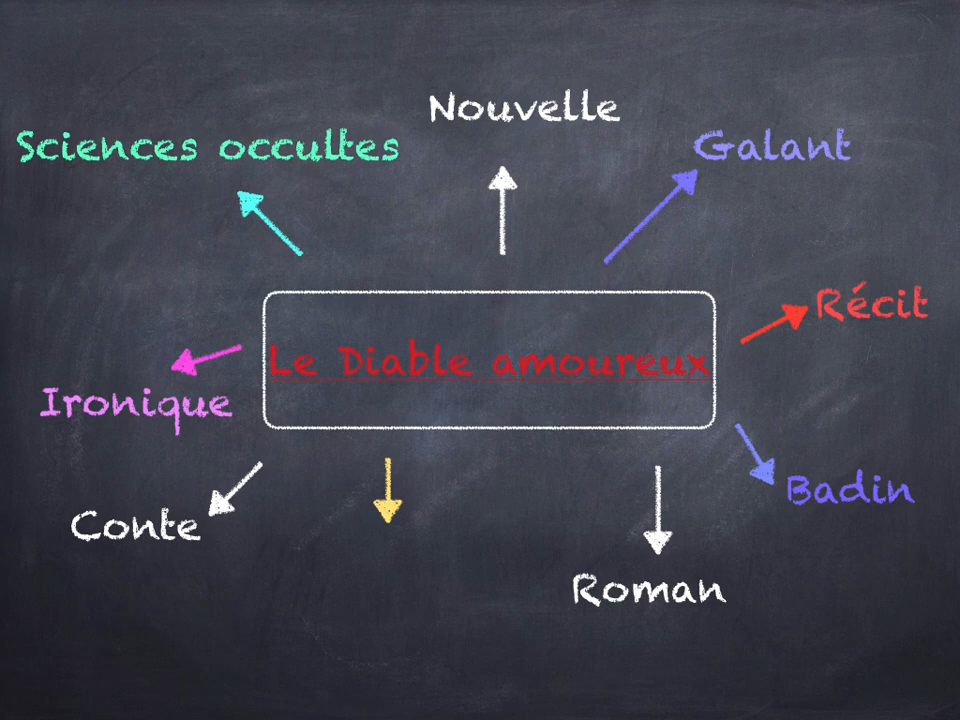 Nouvelle
Sciences occultes
Galant
Récit
Le Diable amoureux
Ironique
Badin
Conte
Roman